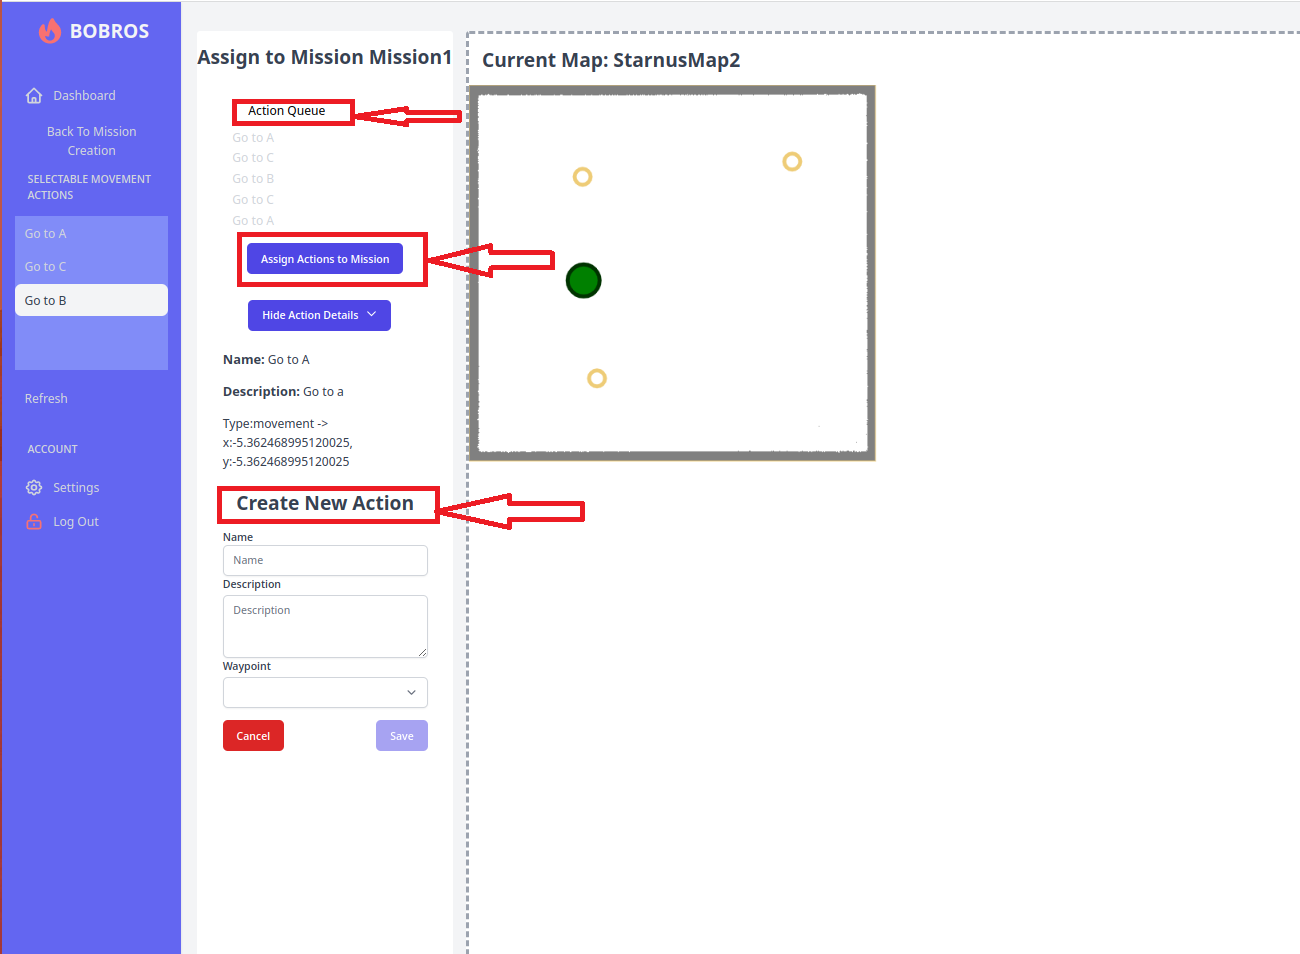 BOBROS
Dashboard
Back To Mission
Creation
SELECTABLE MOVEMENT
ACTIONS
Go to A
Go to C
Go to B
Refresh
ACCOUNT
Settings
Log Out
Assign to Mission Mission1
Action Queue
Go to A
Go to C
Go to B
Go to C
Go to A
Assign Actions to Mission
Hide Action Details
Name: Go to A
Description: Go to a
Type:movement ->
x:-5.362468995120025,
y:-5.362468995120025
Create New Action
Name
Name
Description
Description
Waypoint
Cancel
Save
Current Map: StarnusMap2